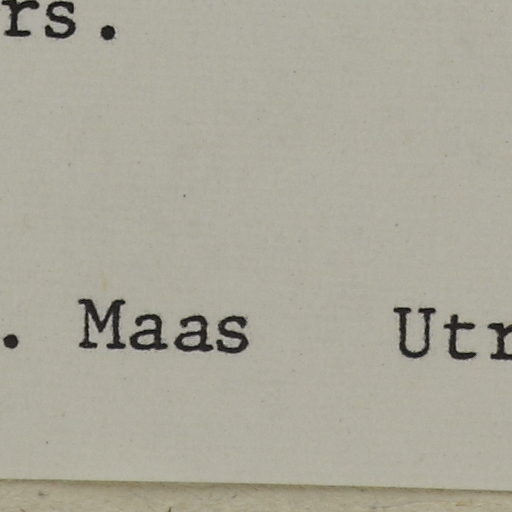 rs.
. Maas Utr